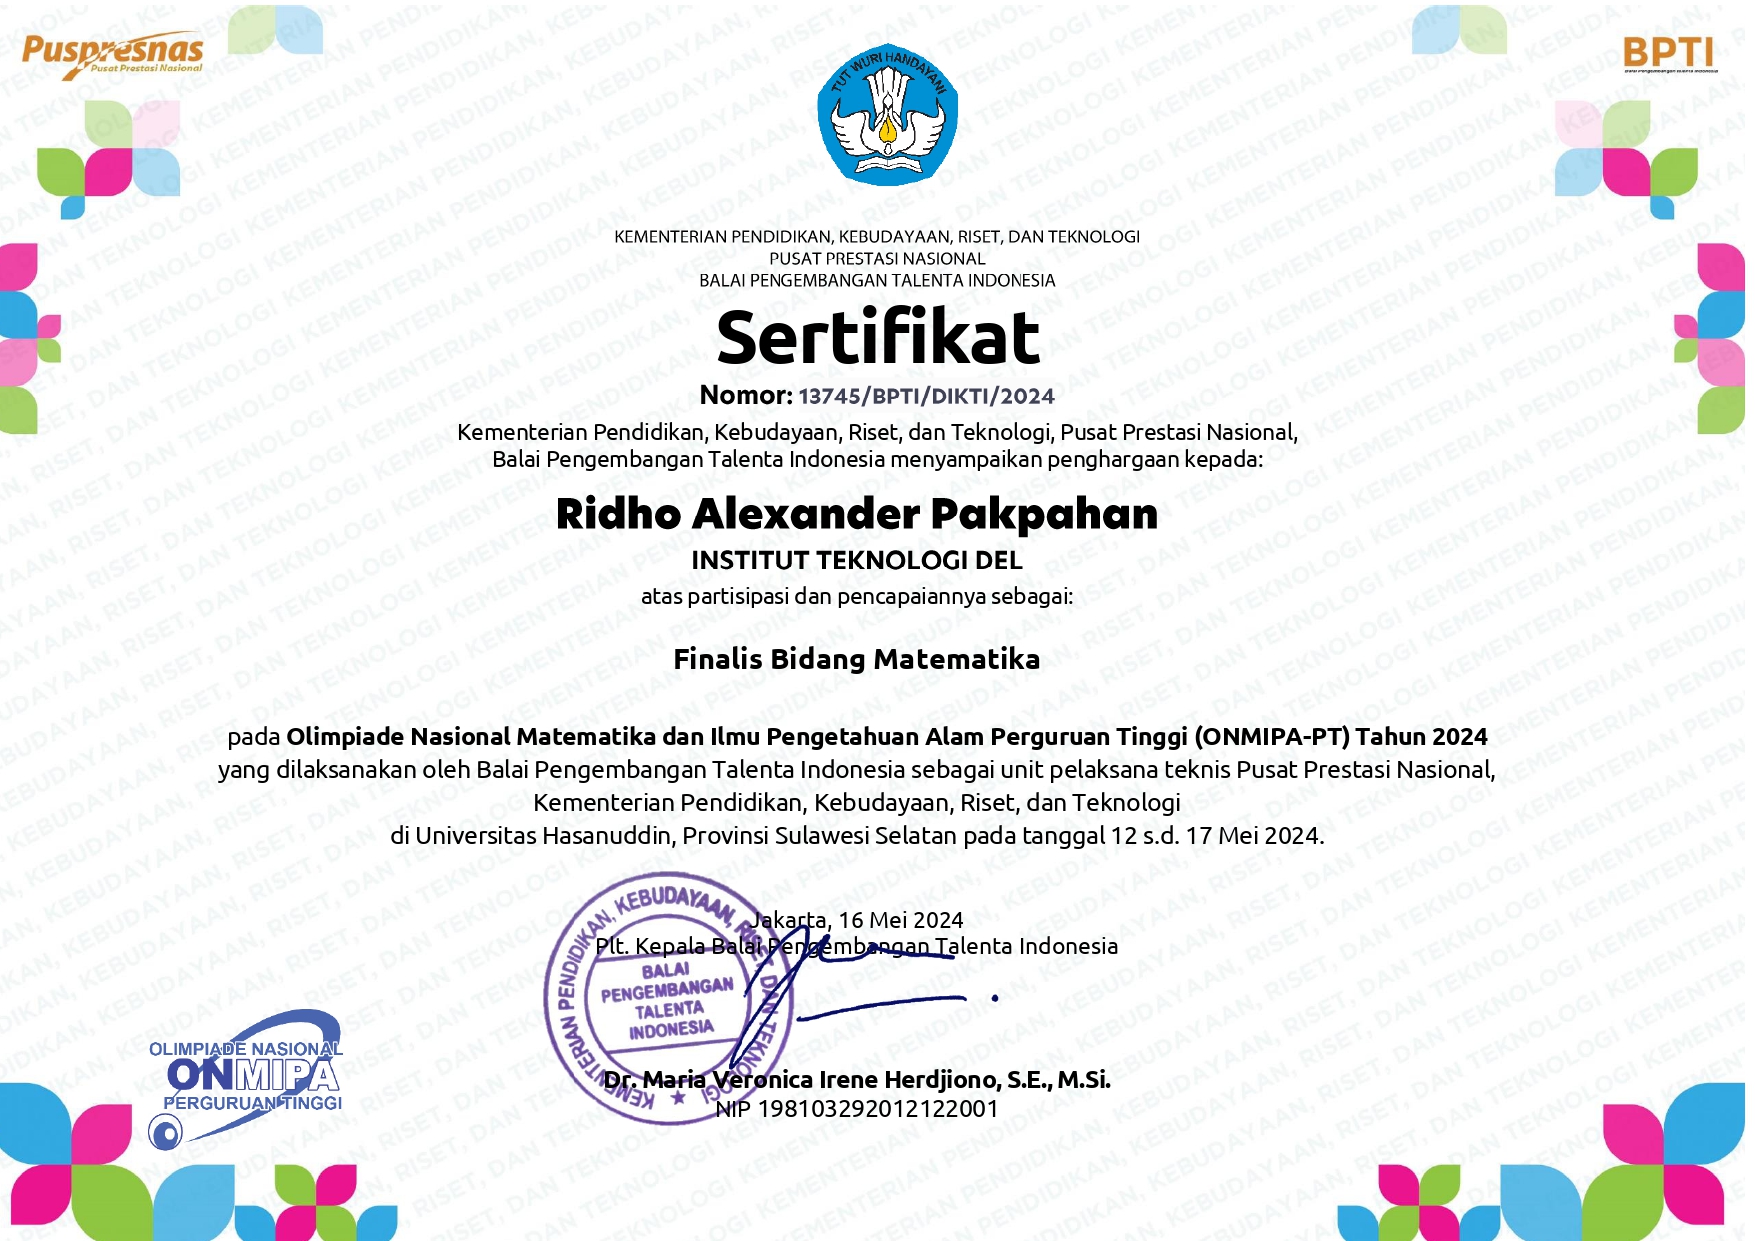 Puspresnas
Pusat Prestasi Nasional
TUT WURI HANDAYANI
BPTI
Balai Pengembangan Talenta Indonesia
KEMENTERIAN PENDIDIKAN, KEBUDAYAAN, RISET, DAN TEKNOLOGI
PUSAT PRESTASI NASIONAL
BALAI PENGEMBANGAN TALENTA INDONESIA
Sertifikat
Nomor: 13745/BPTI/DIKTI/2024
Kementerian Pendidikan, Kebudayaan, Riset, dan Teknologi, Pusat Prestasi Nasional,
Balai Pengembangan Talenta Indonesia menyampaikan penghargaan kepada:
Ridho Alexander Pakpahan
INSTITUT TEKNOLOGI DEL
atas partisipasi dan pencapaiannya sebagai:
Finalis Bidang Matematika
pada Olimpiade Nasional Matematika dan Ilmu Pengetahuan Alam Perguruan Tinggi (ONMIPA-PT) Tahun 2024
yang dilaksanakan oleh Balai Pengembangan Talenta Indonesia sebagai unit pelaksana teknis Pusat Prestasi Nasional,
Kementerian Pendidikan, Kebudayaan, Riset, dan Teknologi
di Universitas Hasanuddin, Provinsi Sulawesi Selatan pada tanggal 12 s.d. 17 Mei 2024.
Jakarta, 16 Mei 2024
Plt. Kepala Balai Pengembangan Talenta Indonesia
KEMENTERIAN PENDIDIKAN, KEBUDAYAAN, RISET, DAN TEKNOLOGI
BALAI
PENGEMBANGAN
TALENTA
INDONESIA
Dr. Maria Veronica Irene Herdjiono, S.E., M.Si.
NIP 198103292012122001
OLIMPIADE NASIONAL
ONMIPA
PERGURUAN TINGGI